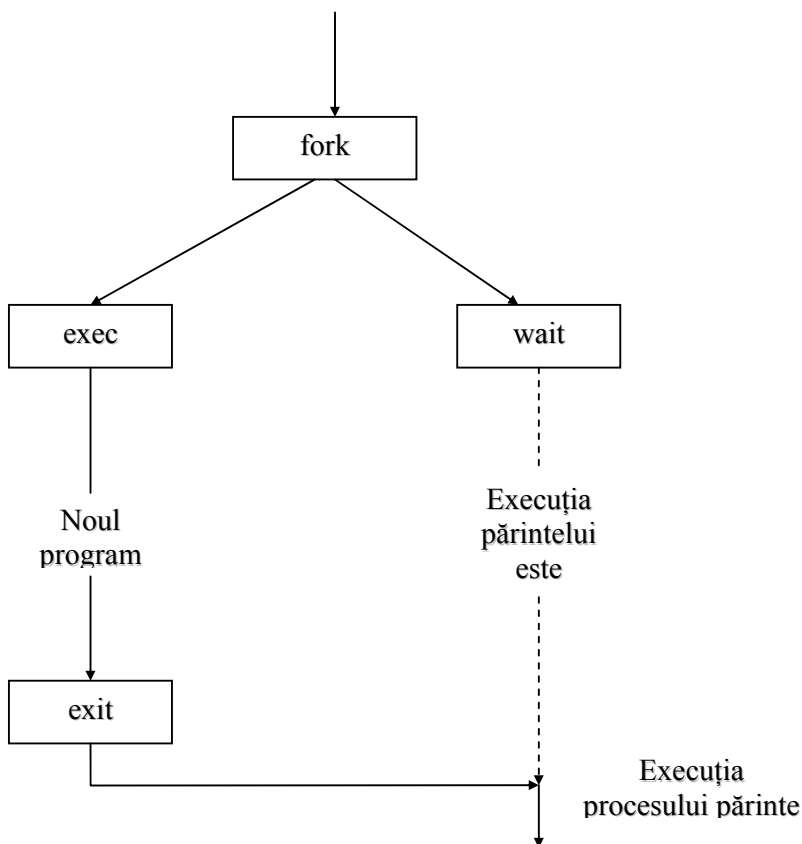 fork
exec
wait
Noul
program
Execuția
părintelui
este
exit
Execuția
procesului părinte